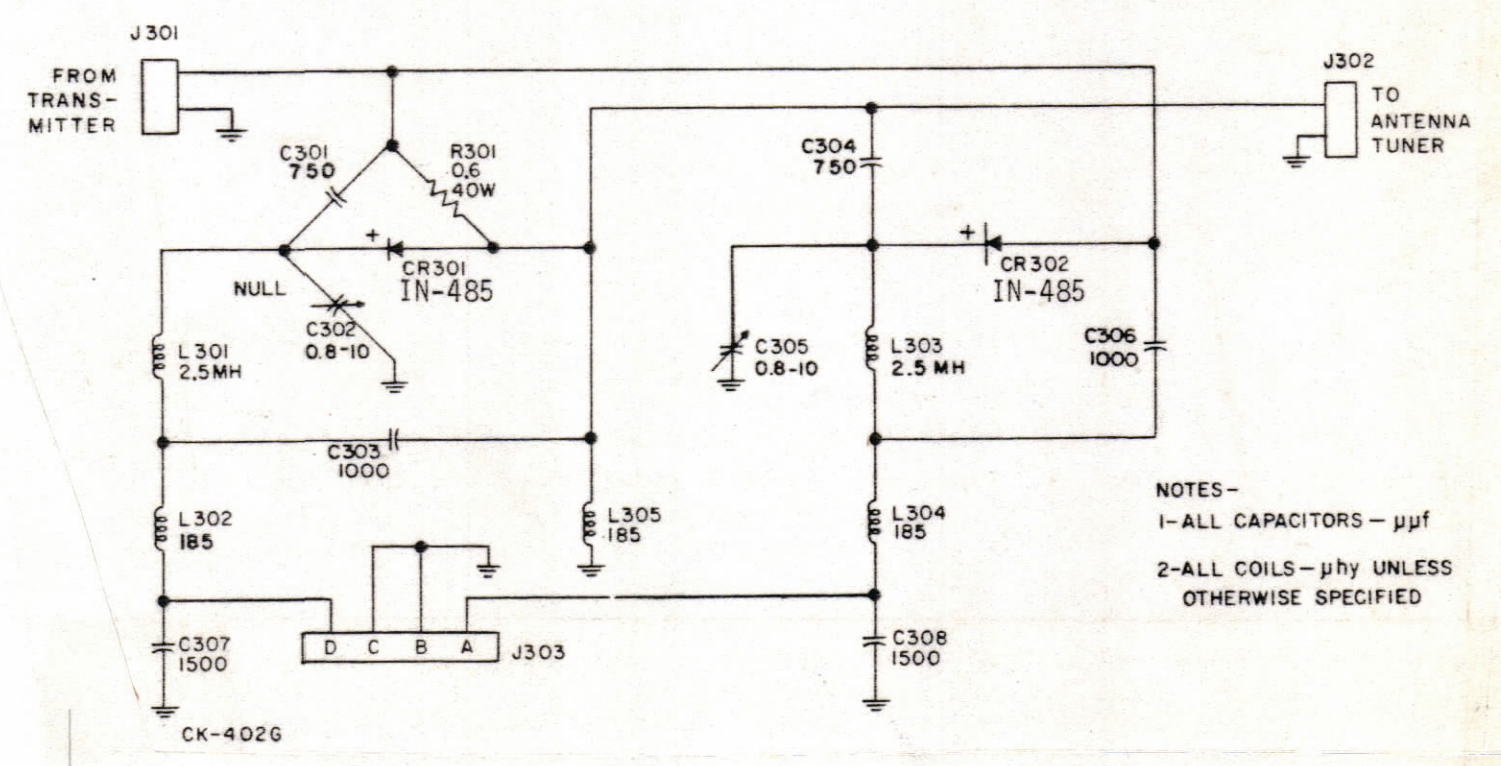 J301
FROM
TRANS-
MITTER
J302
TO
ANTENNA
TUNER
C301
750
R301
0.6
40W
C304
750
+
CR301
IN-485
+
CR302
IN-485
NULL
C302
0.8-10
L301
2.5MH
C305
0.8-10
L303
2.5 MH
C306
1000
C303
1000
L302
185
L305
185
L304
185
NOTES-
1-ALL CAPACITORS - µµf
2-ALL COILS-µhy UNLESS
OTHERWISE SPECIFIED
C307
1500
D C B A
J303
C308
1500
CK-402G